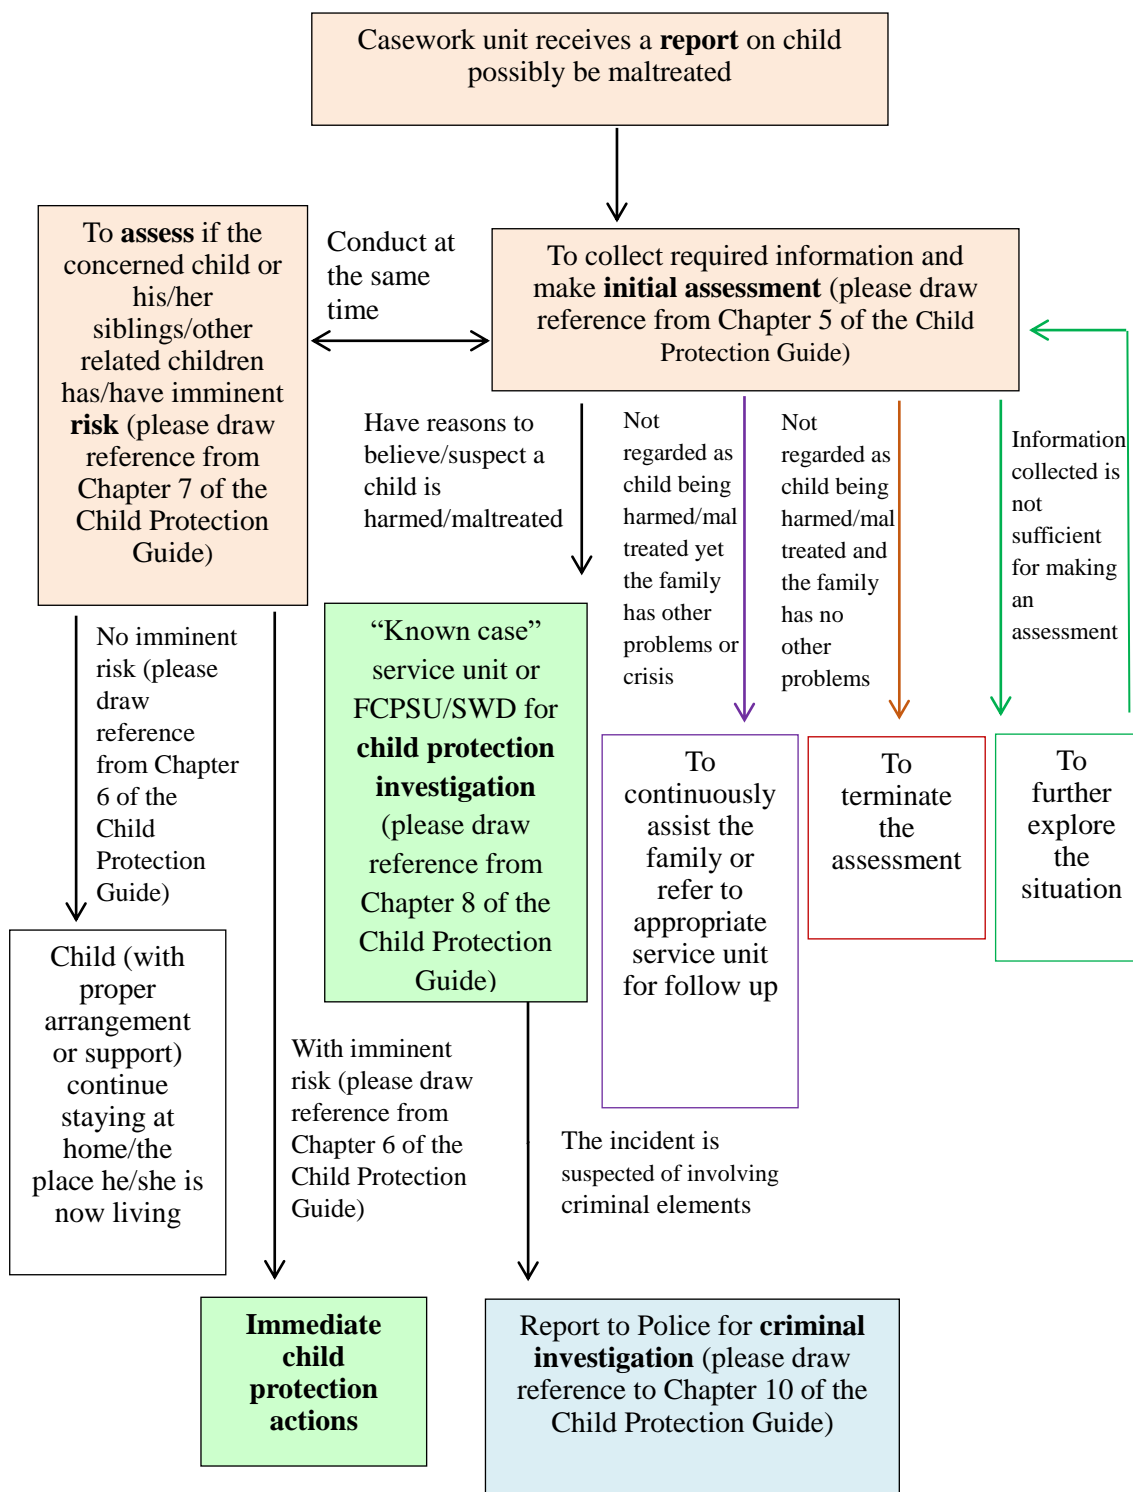 Casework unit receives a report on child
possibly be maltreated
To assess if the
concerned child or
his/her
siblings/other
related children
has/have imminent
risk (please draw
reference from
Chapter 7 of the
Child Protection
Guide)
Conduct at
the same
time
To collect required information and
make initial assessment (please draw
reference from Chapter 5 of the Child
Protection Guide)
Have reasons to
believe/suspect a
child is
harmed/maltreated
Not
regarded as
child being
harmed/mal
treated yet
the family
has other
problems or
crisis
Not
regarded as
child being
harmed/mal
treated and
the family
has no
other
problems
Information
collected is
not
sufficient
for making
an
assessment
No imminent
risk (please
draw
reference
from Chapter
6 of the
Child
Protection
Guide)
“Known case”
service unit or
FCPSU/SWD for
child protection
investigation
(please draw
reference from
Chapter 8 of the
Child Protection
Guide)
To
continuously
assist the
family or
refer to
appropriate
service unit
for follow up
To
terminate
the
assessment
To
further
explore
the
situation
Child (with
proper
arrangement
or support)
continue
staying at
home/the
place he/she is
now living
With imminent
risk (please draw
reference from
Chapter 6 of the
Child Protection
Guide)
The incident is
suspected of involving
criminal elements
Immediate
child
protection
actions
Report to Police for criminal
investigation (please draw
reference to Chapter 10 of the
Child Protection Guide)